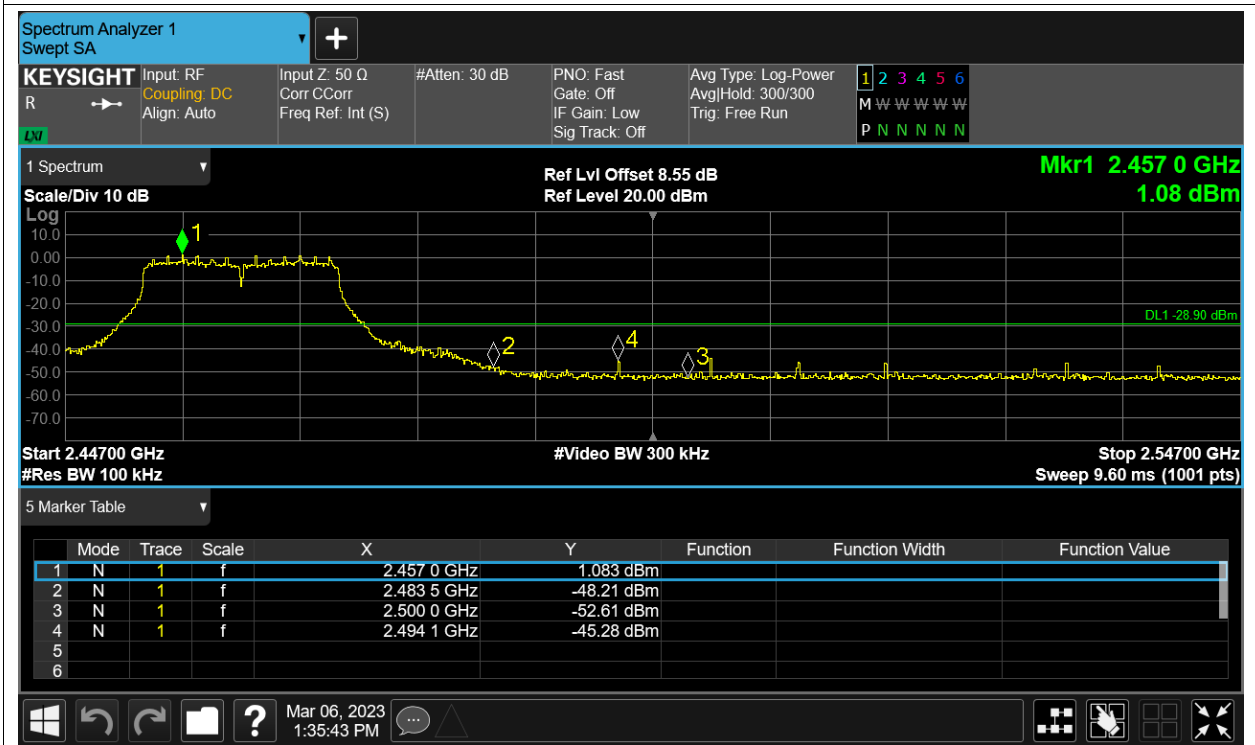 Spectrum Analyzer 1
Swept SA
+
KEYSIGHT
R
LXI
Input: RF
Coupling: DC
Align: Auto
Input Z: 50 Ω
Corr CCorr
Freq Ref: Int (S)
#Atten: 30 dB
PNO: Fast
Gate: Off
IF Gain: Low
Sig Track: Off
Avg Type: Log-Power
Avg|Hold: 300/300
Trig: Free Run
1 2 3 4 5 6
M W W W W W
P N N N N N
1 Spectrum
Scale/Div 10 dB
Ref Lvl Offset 8.55 dB
Ref Level 20.00 dBm
Mkr1 2.457 0 GHz
1.08 dBm
Log
10.0
0.00
-10.0
-20.0
-30.0
-40.0
-50.0
-60.0
-70.0
1
2
4
3
DL1 -28.90 dBm
Start 2.44700 GHz
#Res BW 100 kHz
#Video BW 300 kHz
Stop 2.54700 GHz
Sweep 9.60 ms (1001 pts)
5 Marker Table
Mode Trace Scale X Y Function Function Width Function Value
1 N 1 f 2.457 0 GHz 1.083 dBm
2 N 1 f 2.483 5 GHz -48.21 dBm
3 N 1 f 2.500 0 GHz -52.61 dBm
4 N 1 f 2.494 1 GHz -45.28 dBm
5
6
?
Mar 06, 2023
1:35:43 PM